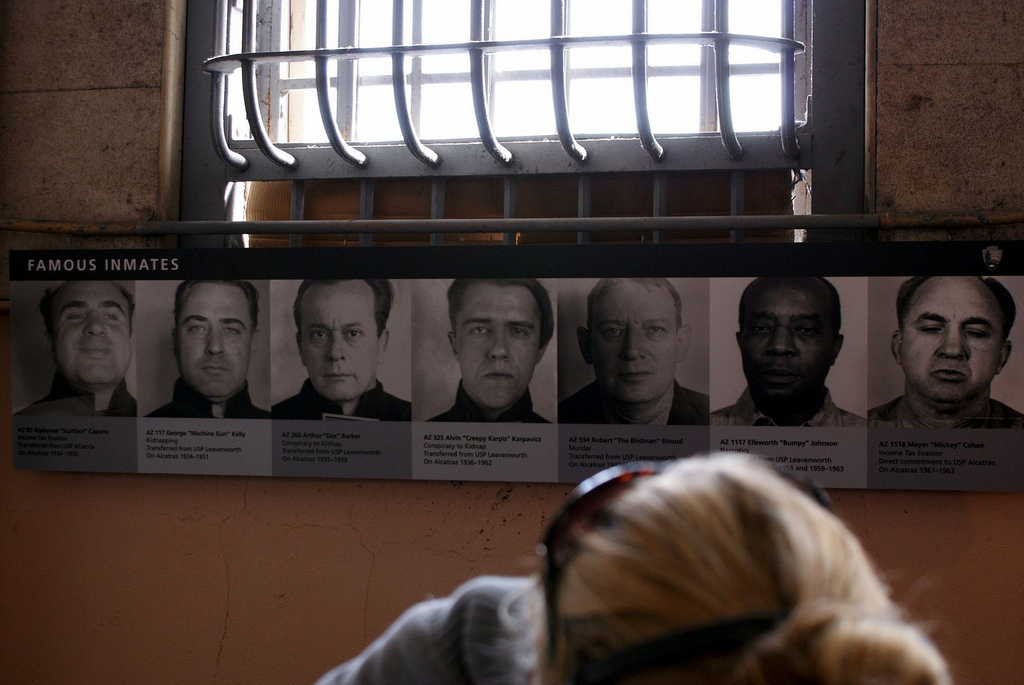 FAMOUS INMATES
AZ 85 Alphonse "Scarface" Capone
Income Tax Evasion
Transferred from USP Atlanta
On Alcatraz 1934-1939
AZ 117 George "Machine Gun" Kelly
Kidnapping
Transferred from USP Leavenworth
On Alcatraz 1934-1951
AZ 268 Arthur "Doc" Barker
Conspiracy to Kidnap
Transferred from USP Leavenworth
On Alcatraz 1935-1939
AZ 325 Alvin "Creepy Karpis" Karpavicz
Conspiracy to Kidnap
Transferred from USP Leavenworth
On Alcatraz 1936-1962
AZ 594 Robert "The Birdman" Stroud
Murder
Transferred from USP Leavenworth
On Alcatraz
AZ 1117 Ellsworth "Bumpy" Johnson
Narcotics
from USP Leavenworth
and 1959-1963
AZ 1518 Meyer "Mickey" Cohen
Income Tax Evasion
Direct commitment to USP Alcatraz
On Alcatraz 1961-1963